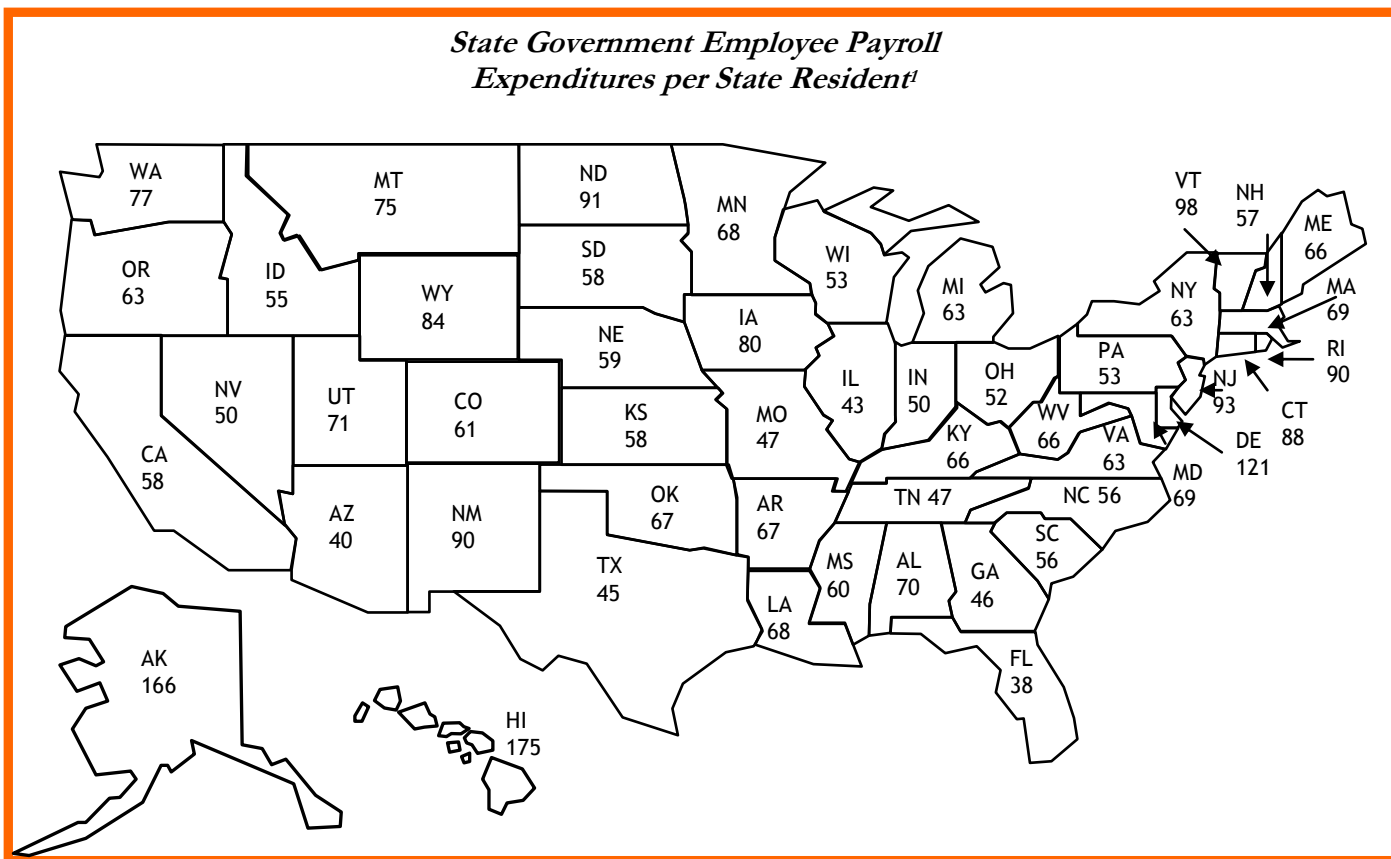 State Government Employee Payroll
Expenditures per State Resident¹
WA
77
MT
75
ND
91
MN
68
VT
98
NH
57
ME
66
OR
63
ID
55
WY
84
SD
58
WI
53
MI
63
NY
63
MA
69
NE
59
IA
80
PA
53
RI
90
NV
50
UT
71
CO
61
KS
58
MO
47
IL
43
IN
50
OH
52
NJ
93
WV
66
CT
88
CA
58
KY
66
VA
63
DE
121
MD
69
AZ
40
NM
90
OK
67
AR
67
TN 47
NC 56
SC
56
TX
45
MS
60
AL
70
GA
46
LA
68
FL
38
AK
166
HI
175